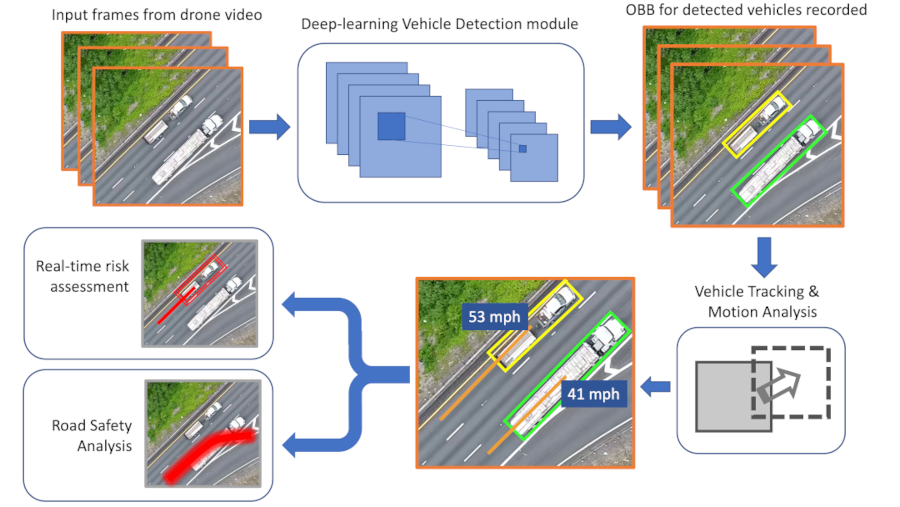 Input frames from drone video
Deep-learning Vehicle Detection module
OBB for detected vehicles recorded
Vehicle Tracking &
Motion Analysis
53 mph
41 mph
Real-time risk
assessment
Road Safety
Analysis